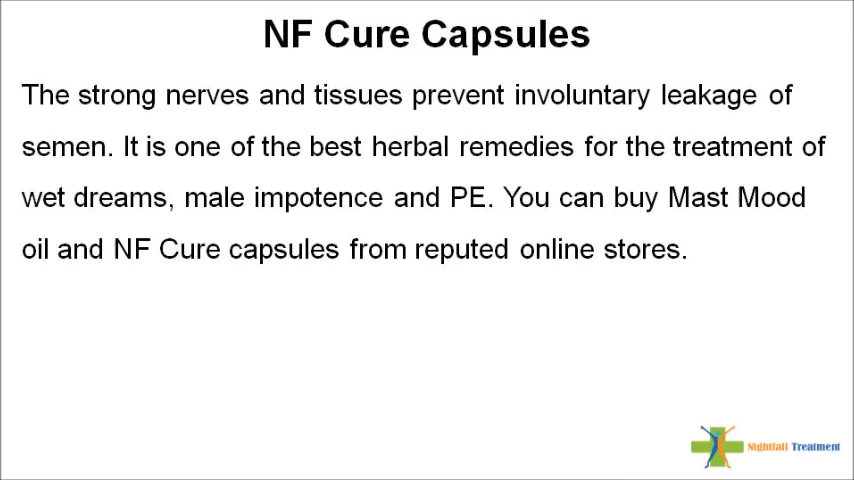 NF Cure Capsules
The strong nerves and tissues prevent involuntary leakage of
semen. It is one of the best herbal remedies for the treatment of
wet dreams, male impotence and PE. You can buy Mast Mood
oil and NF Cure capsules from reputed online stores.
Nightfall Treatment